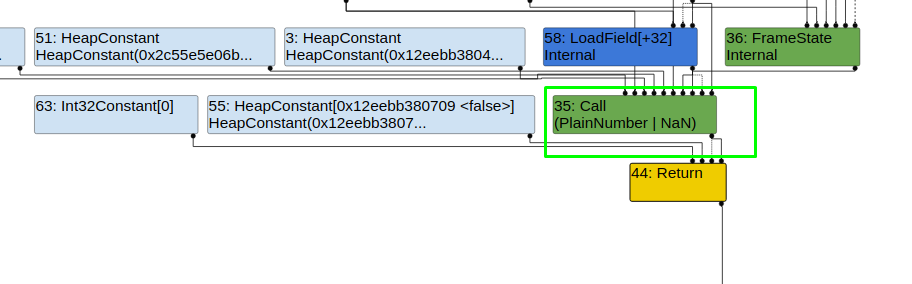 51: HeapConstant
HeapConstant(0x2c55e5e06b...
3: HeapConstant
HeapConstant(0x12eebb3804...
58: LoadField[+32]
Internal
36: FrameState
Internal
63: Int32Constant[0]
55: HeapConstant[0x12eebb380709 <false>]
HeapConstant(0x12eebb3807...
35: Call
(PlainNumber | NaN)
44: Return